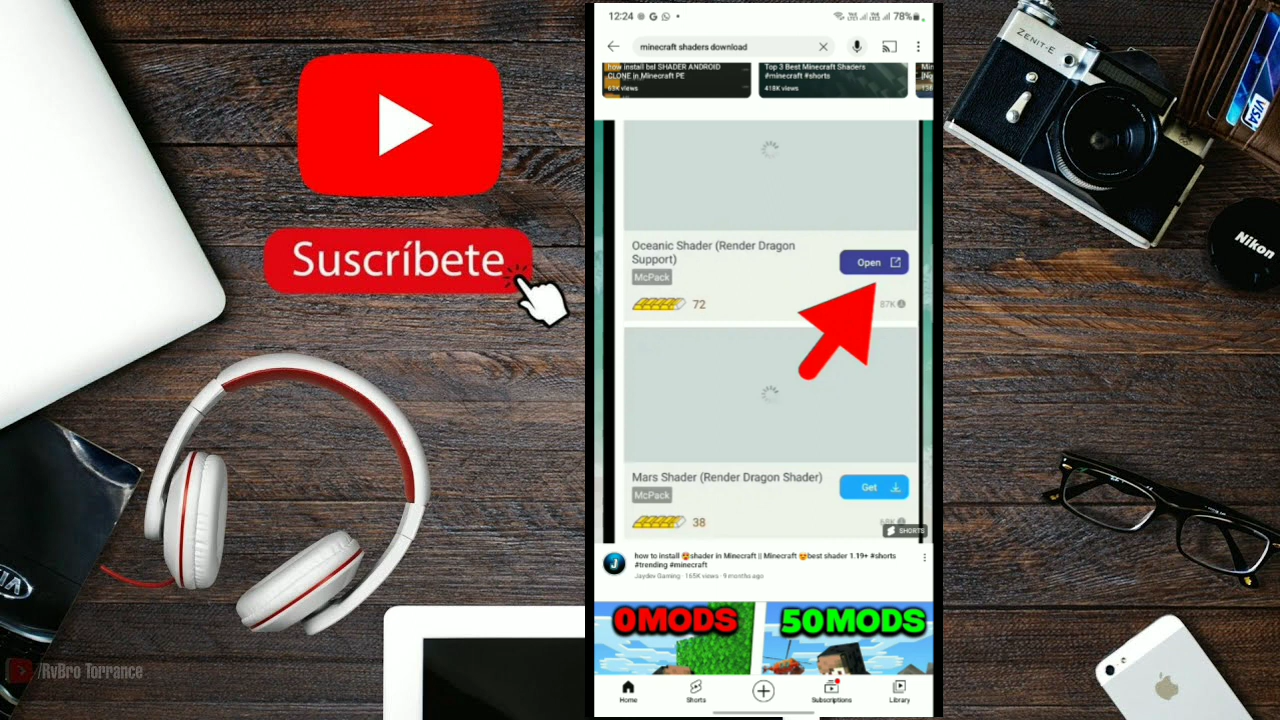 12:24
78%
minecraft shaders download
how install bsl SHADER ANDROID
CLONE in Minecraft PE
63K views
Top 3 Best Minecraft Shaders
#minecraft #shorts
418K views
Oceanic Shader (Render Dragon
Support)
McPack
Open
72
87K
Mars Shader (Render Dragon Shader)
McPack
Get
38
SHORTS
how to install 😍shader in Minecraft || Minecraft 😍best shader 1.19+ #shorts
#trending #minecraft
Jaydev Gaming · 165K views · 9 months ago
0MODS
50MODS
Home
Shorts
Subscriptions
Library
Suscríbete
/RvBro Torrance
ZENIT-E
VISA
Nikon